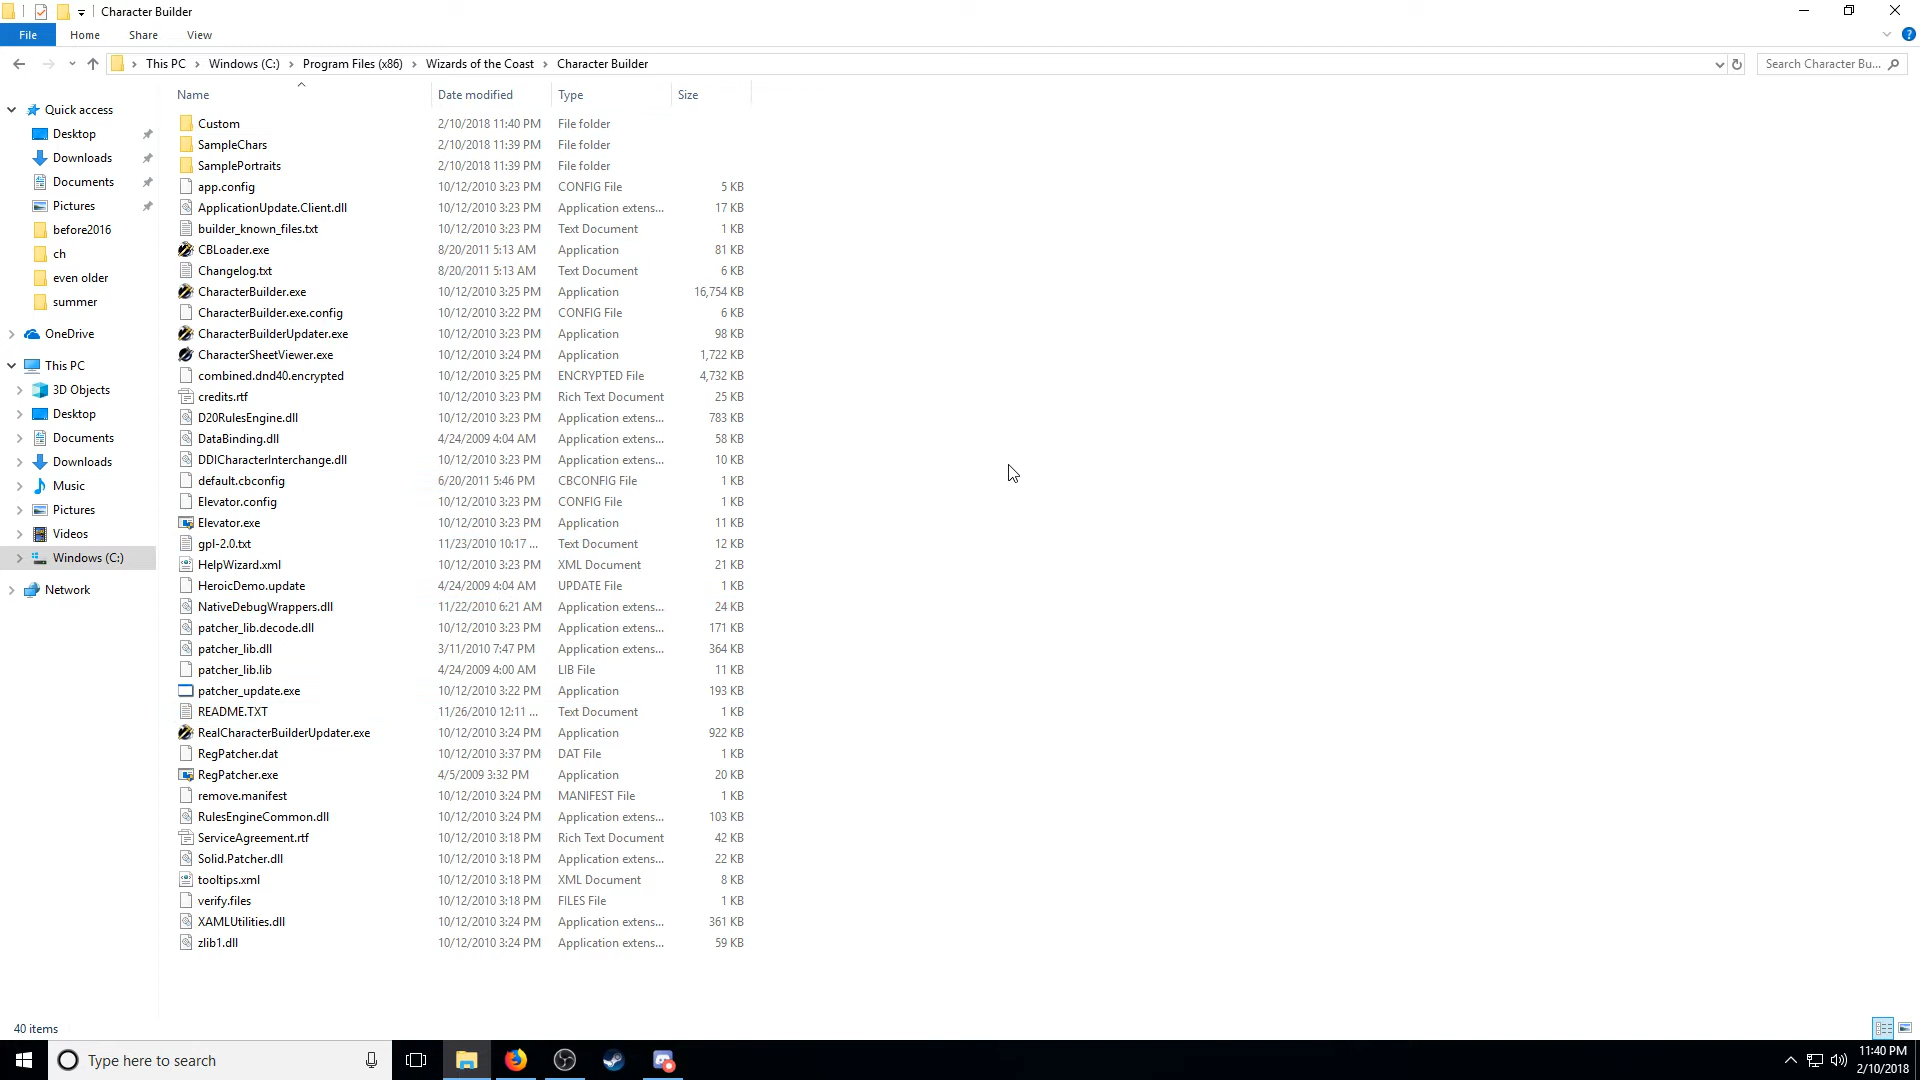 Character Builder
File Home Share View
This PC Windows (C:) Program Files (x86) Wizards of the Coast Character Builder Search Character Bu...
Name Date modified Type Size
Quick access
Desktop
Downloads
Documents
Pictures
before2016
ch
even older
summer
OneDrive
This PC
3D Objects
Desktop
Documents
Downloads
Music
Pictures
Videos
Windows (C:)
Network
Custom 2/10/2018 11:40 PM File folder
SampleChars 2/10/2018 11:39 PM File folder
SamplePortraits 2/10/2018 11:39 PM File folder
app.config 10/12/2010 3:23 PM CONFIG File 5 KB
ApplicationUpdate.Client.dll 10/12/2010 3:23 PM Application extens... 17 KB
builder_known_files.txt 10/12/2010 3:23 PM Text Document 1 KB
CBLoader.exe 8/20/2011 5:13 AM Application 81 KB
Changelog.txt 8/20/2011 5:13 AM Text Document 6 KB
CharacterBuilder.exe 10/12/2010 3:25 PM Application 16,754 KB
CharacterBuilder.exe.config 10/12/2010 3:22 PM CONFIG File 6 KB
CharacterBuilderUpdater.exe 10/12/2010 3:23 PM Application 98 KB
CharacterSheetViewer.exe 10/12/2010 3:24 PM Application 1,722 KB
combined.dnd40.encrypted 10/12/2010 3:25 PM ENCRYPTED File 4,732 KB
credits.rtf 10/12/2010 3:23 PM Rich Text Document 25 KB
D20RulesEngine.dll 10/12/2010 3:23 PM Application extens... 783 KB
DataBinding.dll 4/24/2009 4:04 AM Application extens... 58 KB
DDICharacterInterchange.dll 10/12/2010 3:23 PM Application extens... 10 KB
default.cbconfig 6/20/2011 5:46 PM CBCONFIG File 1 KB
Elevator.config 10/12/2010 3:23 PM CONFIG File 1 KB
Elevator.exe 10/12/2010 3:23 PM Application 11 KB
gpl-2.0.txt 11/23/2010 10:17 ... Text Document 12 KB
HelpWizard.xml 10/12/2010 3:23 PM XML Document 21 KB
HeroicDemo.update 4/24/2009 4:04 AM UPDATE File 1 KB
NativeDebugWrappers.dll 11/22/2010 6:21 AM Application extens... 24 KB
patcher_lib.decode.dll 10/12/2010 3:23 PM Application extens... 171 KB
patcher_lib.dll 3/11/2010 7:47 PM Application extens... 364 KB
patcher_lib.lib 4/24/2009 4:00 AM LIB File 11 KB
patcher_update.exe 10/12/2010 3:22 PM Application 193 KB
README.TXT 11/26/2010 12:11 ... Text Document 1 KB
RealCharacterBuilderUpdater.exe 10/12/2010 3:24 PM Application 922 KB
RegPatcher.dat 10/12/2010 3:37 PM DAT File 1 KB
RegPatcher.exe 4/5/2009 3:32 PM Application 20 KB
remove.manifest 10/12/2010 3:24 PM MANIFEST File 1 KB
RulesEngineCommon.dll 10/12/2010 3:24 PM Application extens... 103 KB
ServiceAgreement.rtf 10/12/2010 3:18 PM Rich Text Document 42 KB
Solid.Patcher.dll 10/12/2010 3:18 PM Application extens... 22 KB
tooltips.xml 10/12/2010 3:18 PM XML Document 8 KB
verify.files 10/12/2010 3:18 PM FILES File 1 KB
XAMLUtilities.dll 10/12/2010 3:24 PM Application extens... 361 KB
zlib1.dll 10/12/2010 3:24 PM Application extens... 59 KB
40 items
Type here to search
11:40 PM
2/10/2018